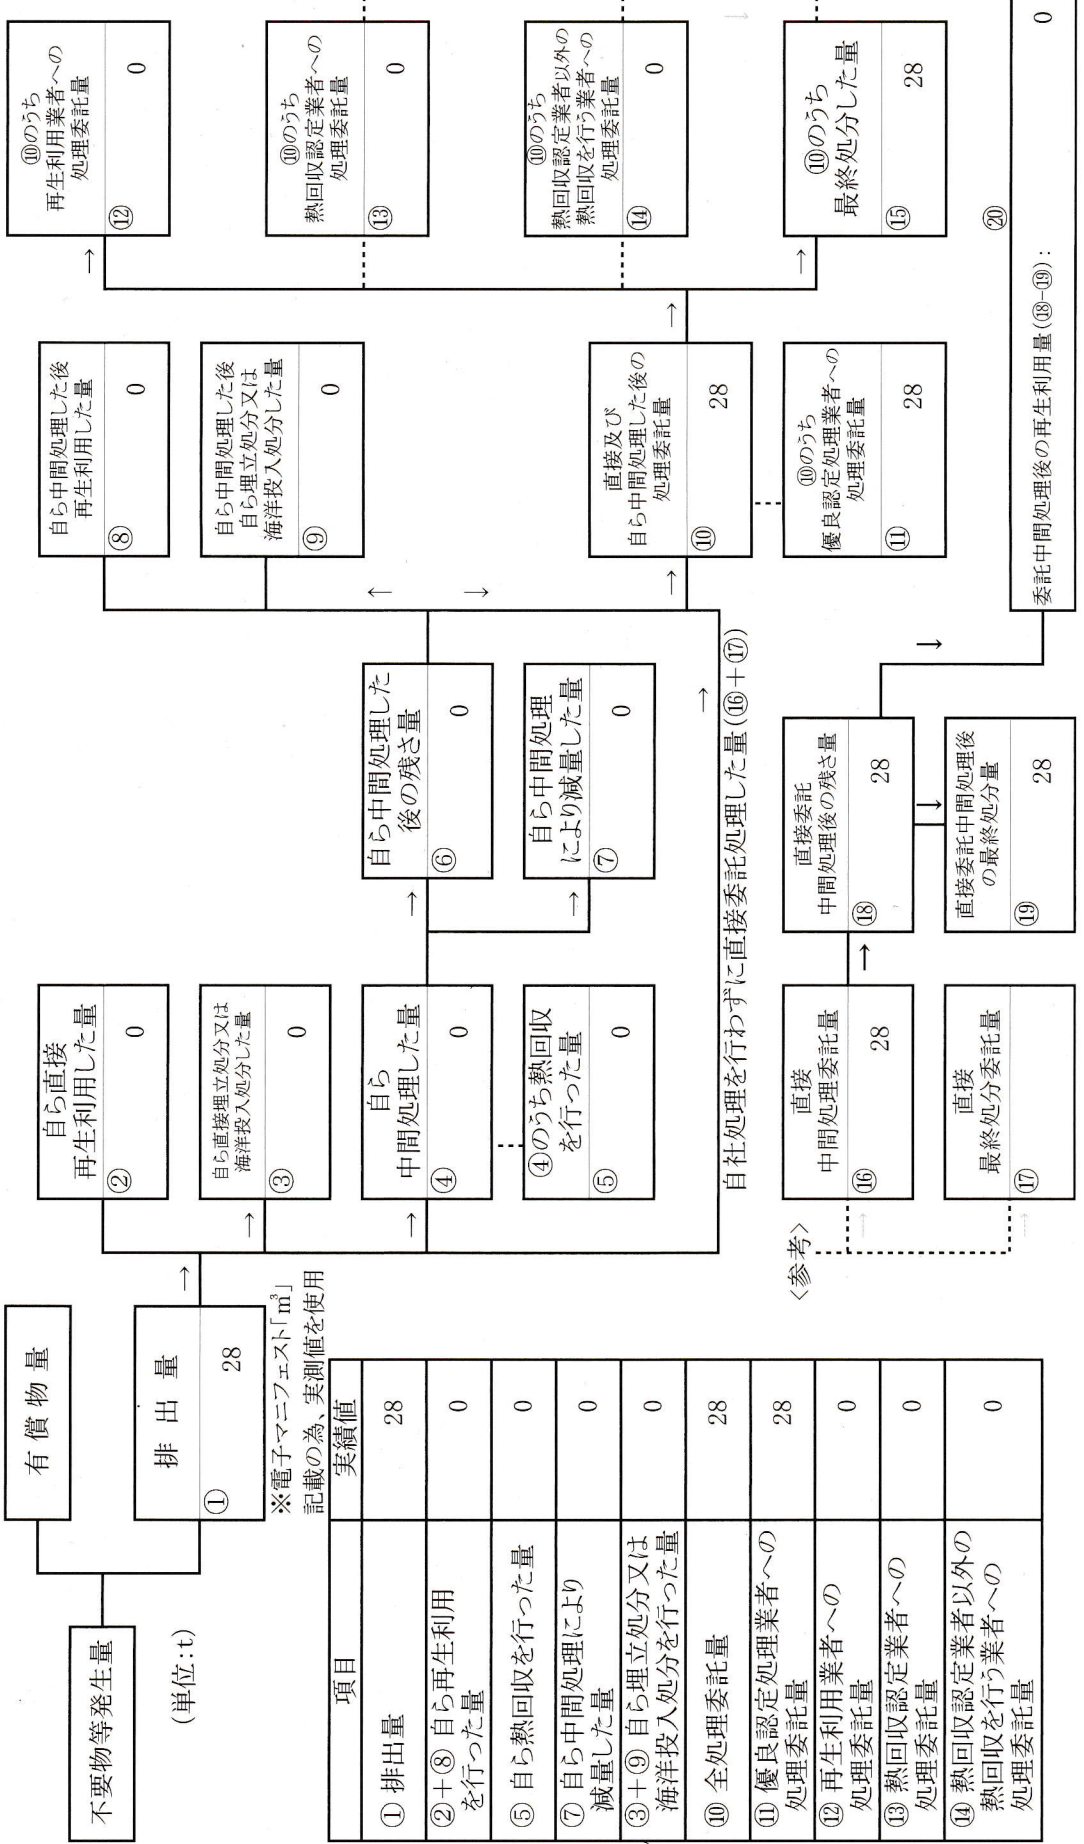 不要物等発生量
(単位:t)
有償物量
排出量
①
28
※電子マニフェスト「㎥」
記載の為、実測値を使用
項目
実績値
① 排出量
28
②+⑧ 自ら再生利用
を行った量
0
⑤ 自ら熱回収を行った量
0
⑦ 自ら中間処理により
減量した量
0
③+⑨ 自ら埋立処分又は
海洋投入処分を行った量
0
⑩ 全処理委託量
28
⑪ 優良認定処理業者への
処理委託量
28
⑫ 再生利用業者への
処理委託量
0
⑬ 熱回収認定業者への
処理委託量
0
⑭ 熱回収認定業者以外の
熱回収を行う業者への
処理委託量
0
自ら直接
再生利用した量
②
0
自ら直接埋立処分又は
海洋投入処分した量
③
0
自ら
中間処理した量
④
0
④のうち熱回収
を行った量
⑤
0
自ら中間処理した
後の残さ量
⑥
0
自ら中間処理
により減量した量
⑦
0
自社処理を行わずに直接委託処理した量(⑯+⑰)
<参考>
直接
中間処理委託量
⑯
28
直接
最終処分委託量
⑰
直接委託
中間処理後の残さ量
⑱
28
直接委託中間処理後
の最終処分量
⑲
28
自ら中間処理した後
再生利用した量
⑧
0
自ら中間処理した後
自ら埋立処分又は
海洋投入処分した量
⑨
0
直接及び
自ら中間処理した後の
処理委託量
⑩
28
⑩のうち
優良認定処理業者への
処理委託量
⑪
28
⑩のうち
再生利用業者への
処理委託量
⑫
0
⑩のうち
熱回収認定業者への
処理委託量
⑬
0
⑩のうち
熱回収認定業者以外の
熱回収を行う業者への
処理委託量
⑭
0
⑩のうち
最終処分した量
⑮
28
⑳
委託中間処理後の再生利用量(⑱-⑲):
0